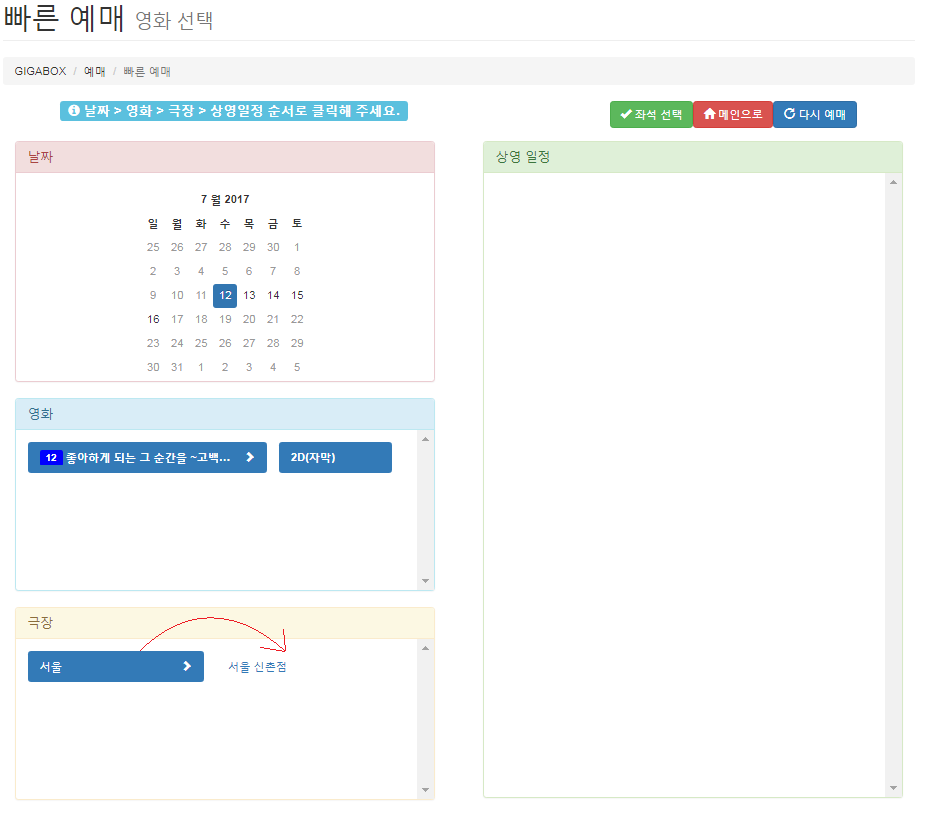 빠른 예매 영화 선택
GIGABOX / 예매 / 빠른 예매
날짜 > 영화 > 극장 > 상영일정 순서로 클릭해 주세요.
좌석 선택 메인으로 다시 예매
날짜
7 월 2017
일 월 화 수 목 금 토
25 26 27 28 29 30 1
2 3 4 5 6 7 8
9 10 11 12 13 14 15
16 17 18 19 20 21 22
23 24 25 26 27 28 29
30 31 1 2 3 4 5
영화
12 좋아하게 되는 그 순간을 ~고백... 2D(자막)
극장
서울 서울 신촌점
상영 일정